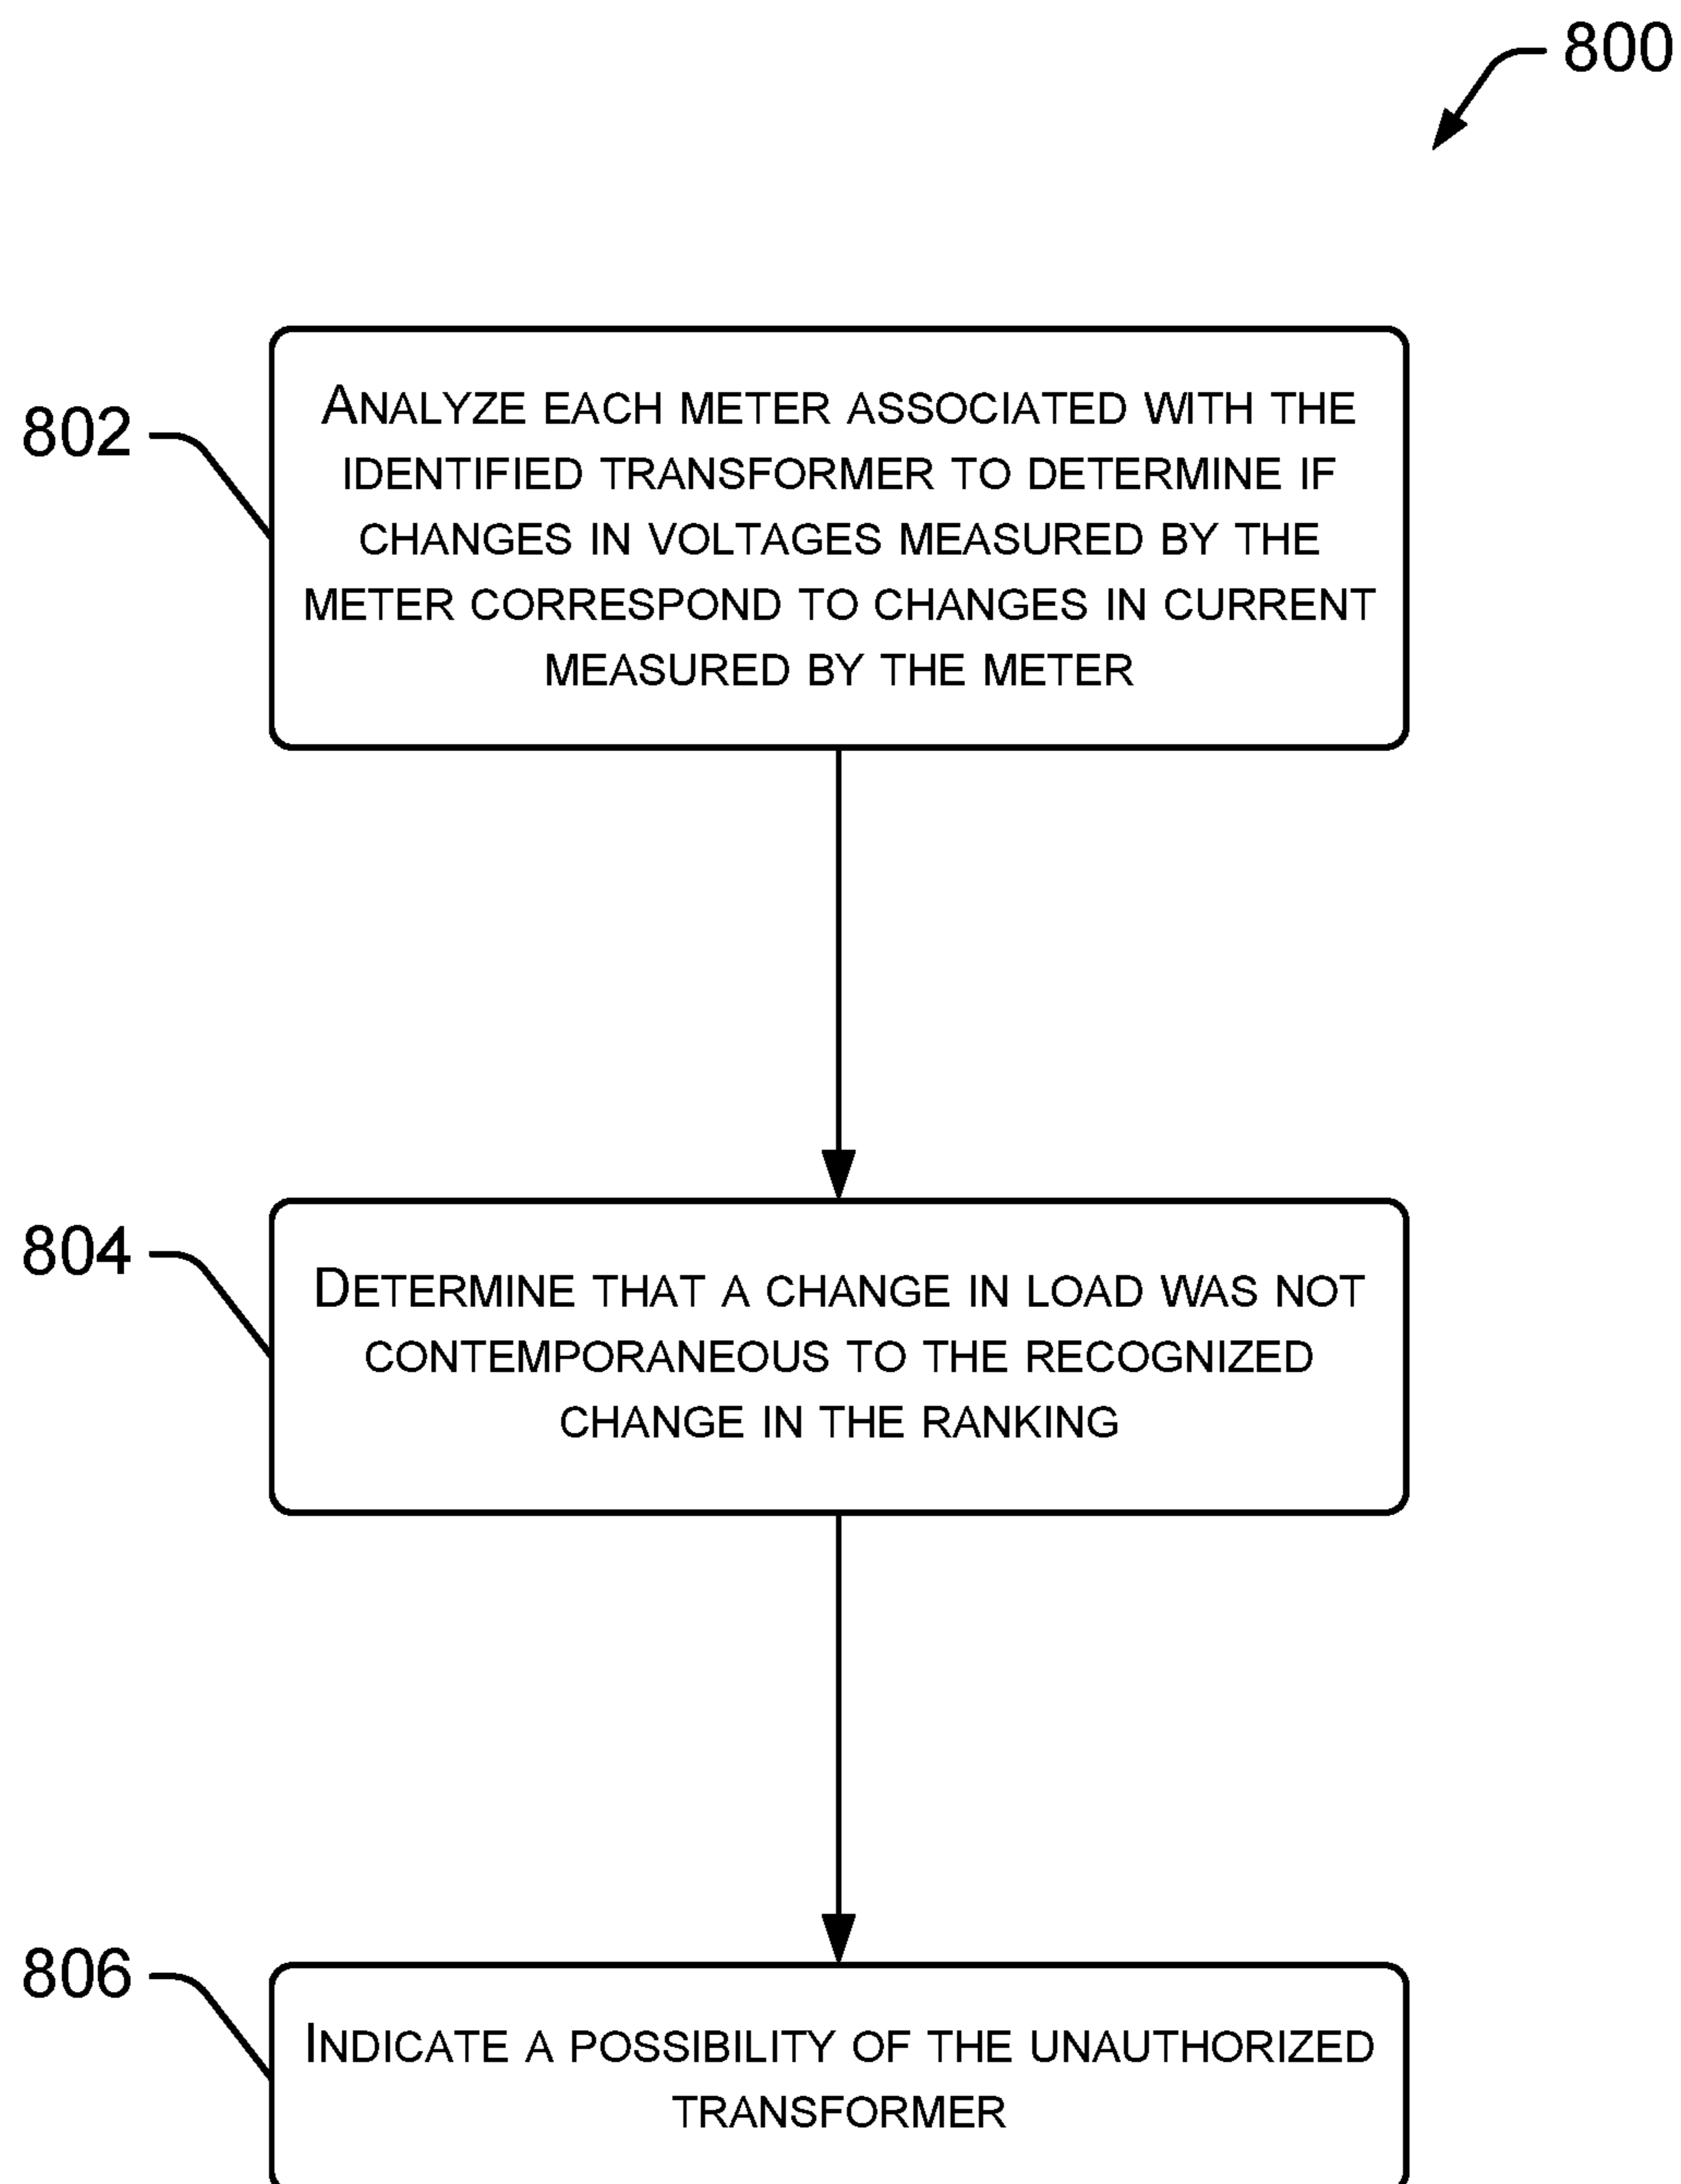 800
802
ANALYZE EACH METER ASSOCIATED WITH THE
IDENTIFIED TRANSFORMER TO DETERMINE IF
CHANGES IN VOLTAGES MEASURED BY THE
METER CORRESPOND TO CHANGES IN CURRENT
MEASURED BY THE METER
804
DETERMINE THAT A CHANGE IN LOAD WAS NOT
CONTEMPORANEOUS TO THE RECOGNIZED
CHANGE IN THE RANKING
806
INDICATE A POSSIBILITY OF THE UNAUTHORIZED
TRANSFORMER